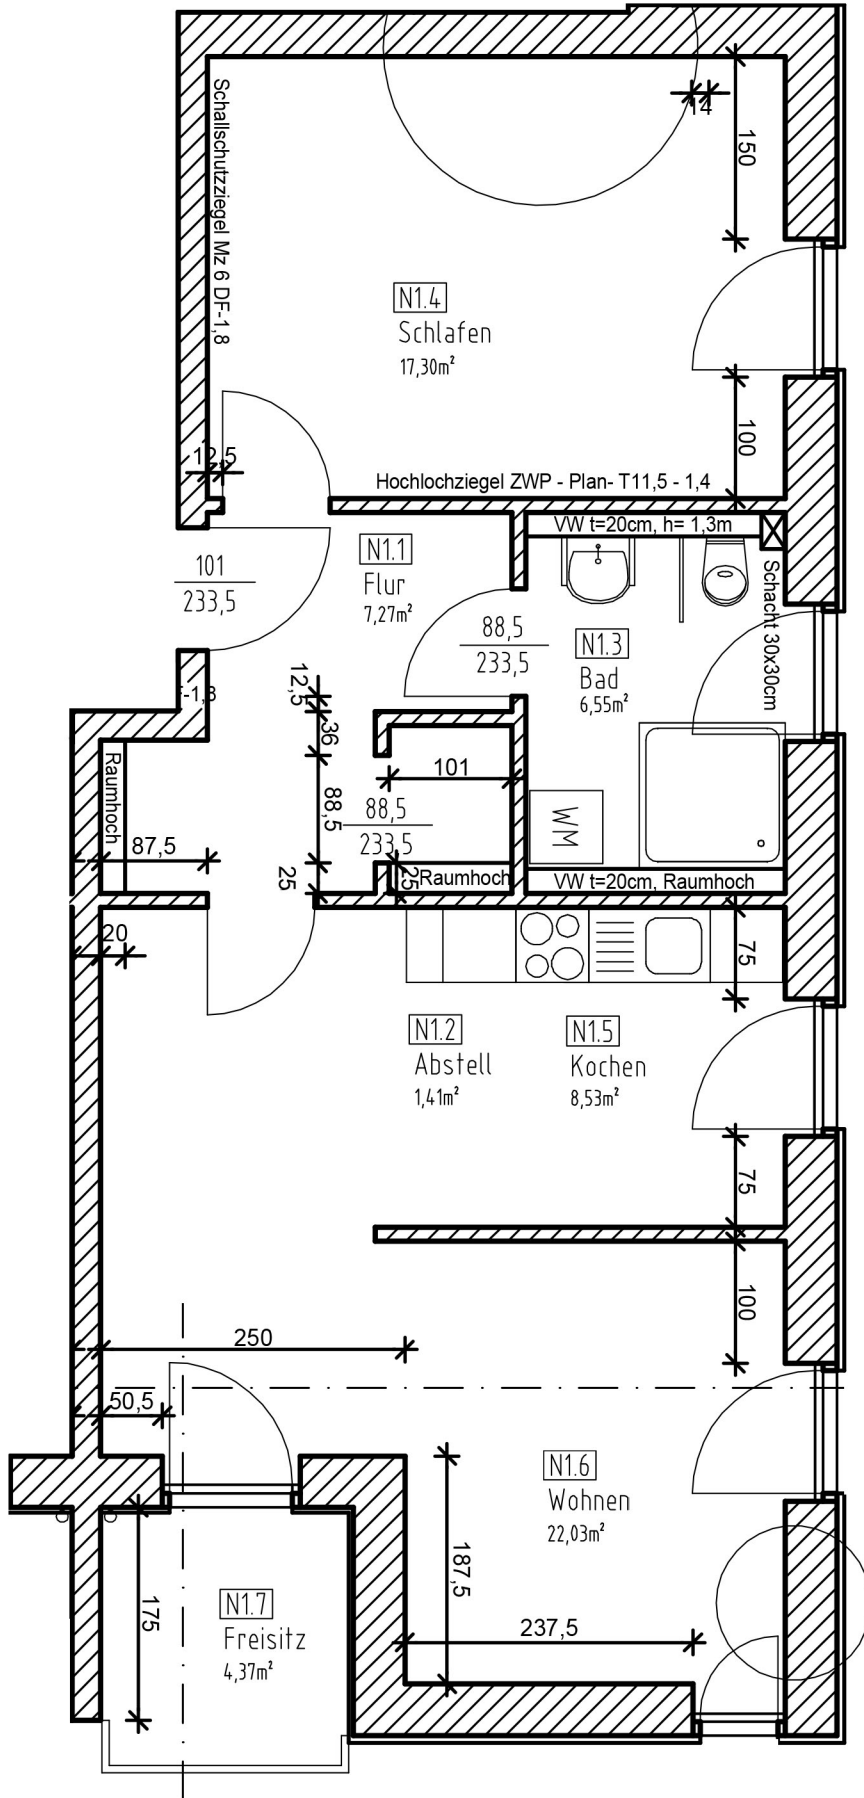 14
150
Schallschutzziegel Mz 6 DF-1,8
N1.4
Schlafen
17,30m²
100
12,5
Hochlochziegel ZWP - Plan- T11,5 - 1,4
VW t=20cm, h= 1,3m
N1.1
Flur
7,27m²
101
233,5
88,5
233,5
N1.3
Bad
6,55m²
Schacht 30x30cm
12,5
36
Raumhoch
87,5
88,5
101
88,5
233,5
WM
25
25
Raumhoch
VW t=20cm, Raumhoch
20
75
N1.2
Abstell
1,41m²
N1.5
Kochen
8,53m²
75
100
250
50,5
N1.6
Wohnen
22,03m²
187,5
175
N1.7
Freisitz
4,37m²
237,5